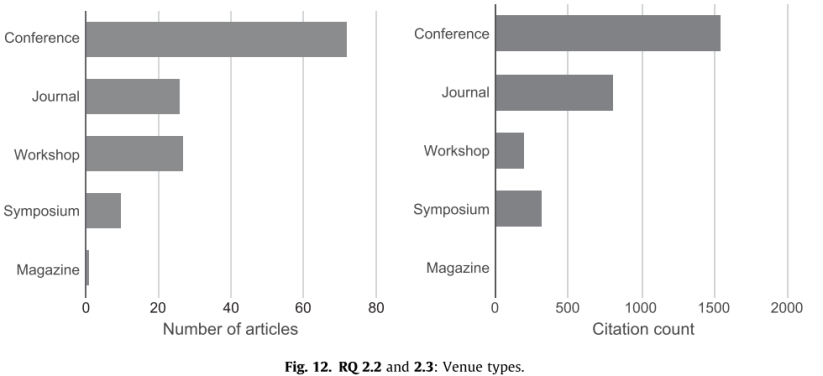 Conference
Journal
Workshop
Symposium
Magazine
0 20 40 60 80
Number of articles
Conference
Journal
Workshop
Symposium
Magazine
0 500 1000 1500 2000
Citation count
Fig. 12. RQ 2.2 and 2.3: Venue types.